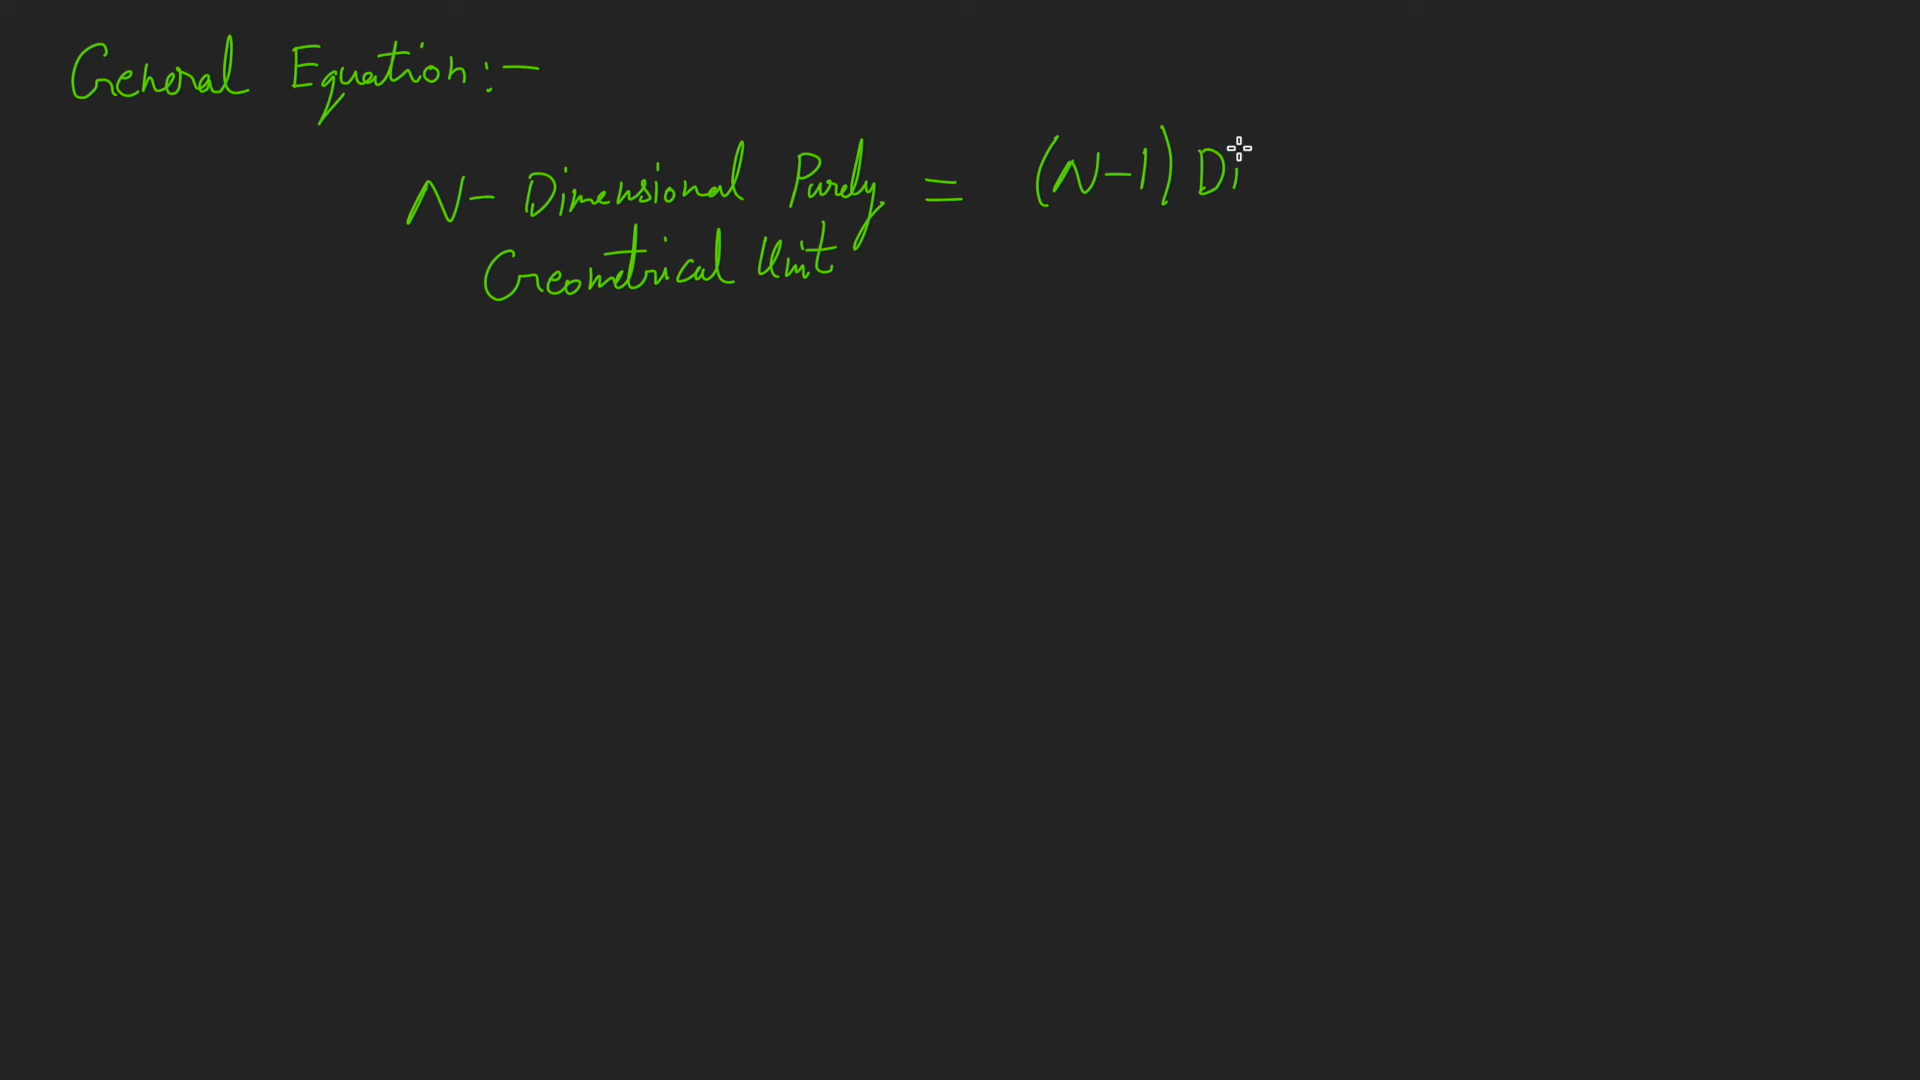 General Equation:-
N- Dimensional Purely = (N-1) Di
Geometrical Unit